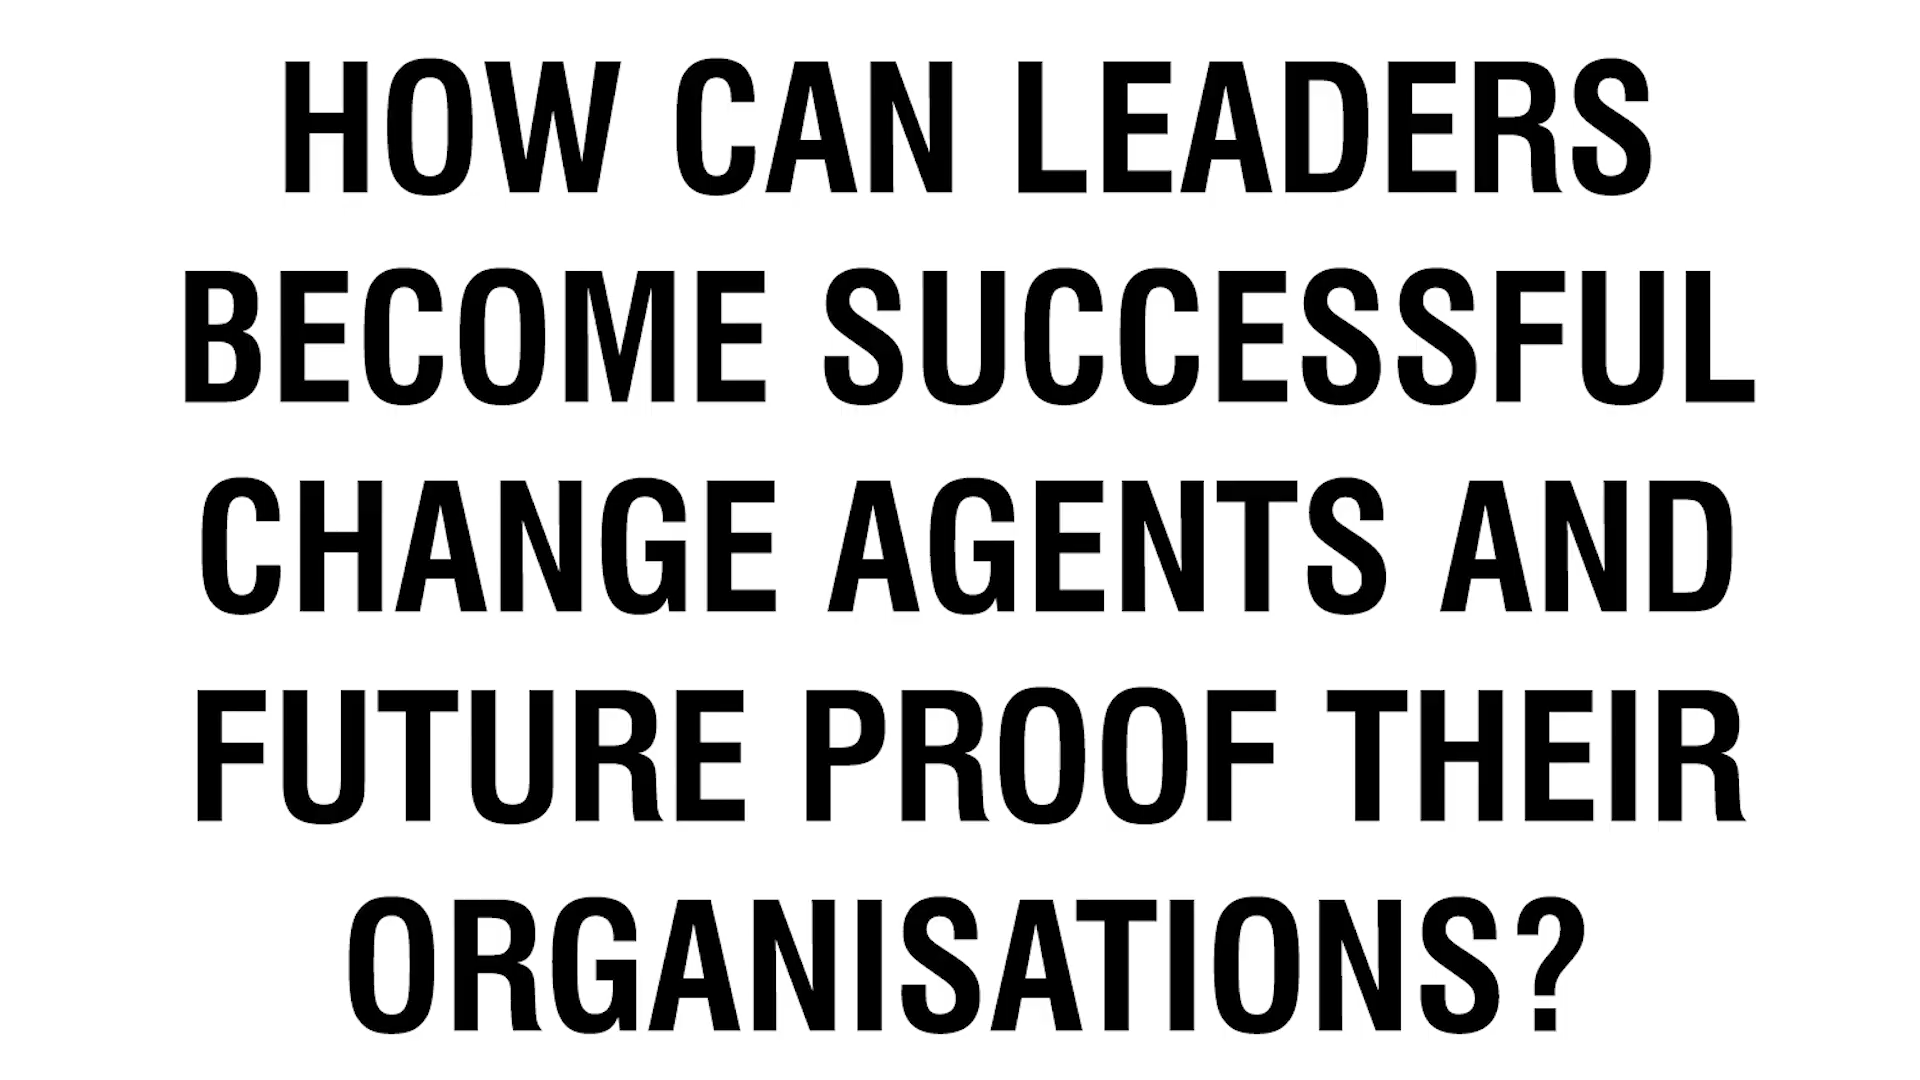 HOW CAN LEADERS
BECOME SUCCESSFUL
CHANGE AGENTS AND
FUTURE PROOF THEIR
ORGANISATIONS?